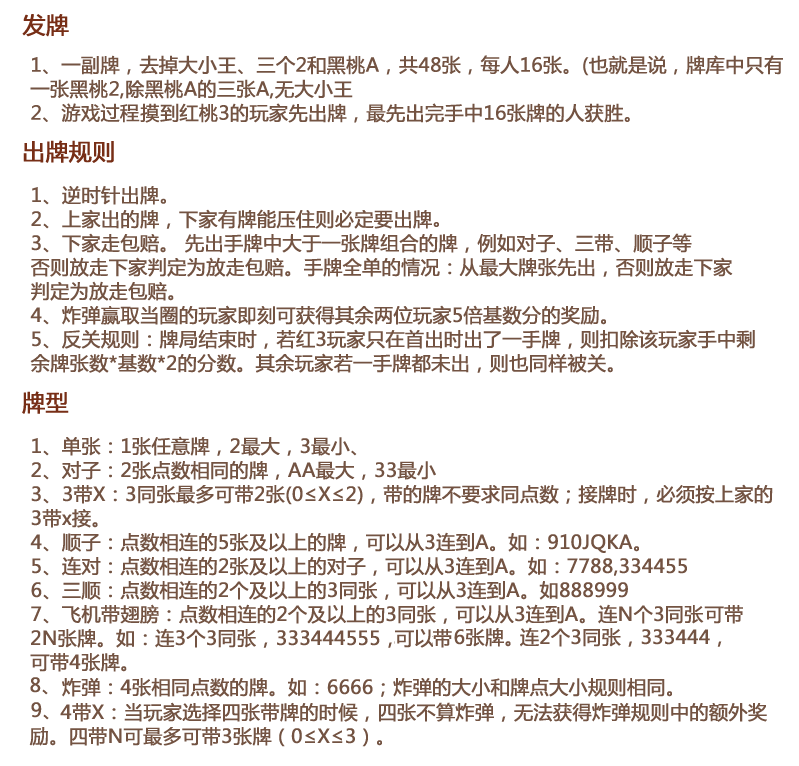 发牌
1、一副牌，去掉大小王、三个2和黑桃A，共48张，每人16张。(也就是说，牌库中只有
一张黑桃2,除黑桃A的三张A,无大小王
2、游戏过程摸到红桃3的玩家先出牌，最先出完手中16张牌的人获胜。
出牌规则
1、逆时针出牌。
2、上家出的牌，下家有牌能压住则必定要出牌。
3、下家走包赔。 先出手牌中大于一张牌组合的牌，例如对子、三带、顺子等
否则放走下家判定为放走包赔。手牌全单的情况：从最大牌张先出，否则放走下家
判定为放走包赔。
4、炸弹赢取当圈的玩家即刻可获得其余两位玩家5倍基数分的奖励。
5、反关规则：牌局结束时，若红3玩家只在首出时出了一手牌，则扣除该玩家手中剩
余牌张数*基数*2的分数。其余玩家若一手牌都未出，则也同样被关。
牌型
1、单张：1张任意牌，2最大，3最小、
2、对子：2张点数相同的牌，AA最大，33最小
3、3带X：3同张最多可带2张(0≤X≤2)，带的牌不要求同点数；接牌时，必须按上家的
3带x接。
4、顺子：点数相连的5张及以上的牌，可以从3连到A。如：910JQKA。
5、连对：点数相连的2张及以上的对子，可以从3连到A。如：7788,334455
6、三顺：点数相连的2个及以上的3同张，可以从3连到A。如888999
7、飞机带翅膀：点数相连的2个及以上的3同张，可以从3连到A。连N个3同张可带
2N张牌。如：连3个3同张，333444555 ,可以带6张牌。连2个3同张，333444，
可带4张牌。
8、炸弹：4张相同点数的牌。如：6666；炸弹的大小和牌点大小规则相同。
9、4带X：当玩家选择四张带牌的时候，四张不算炸弹，无法获得炸弹规则中的额外奖
励。四带N可最多可带3张牌（0≤X≤3）。